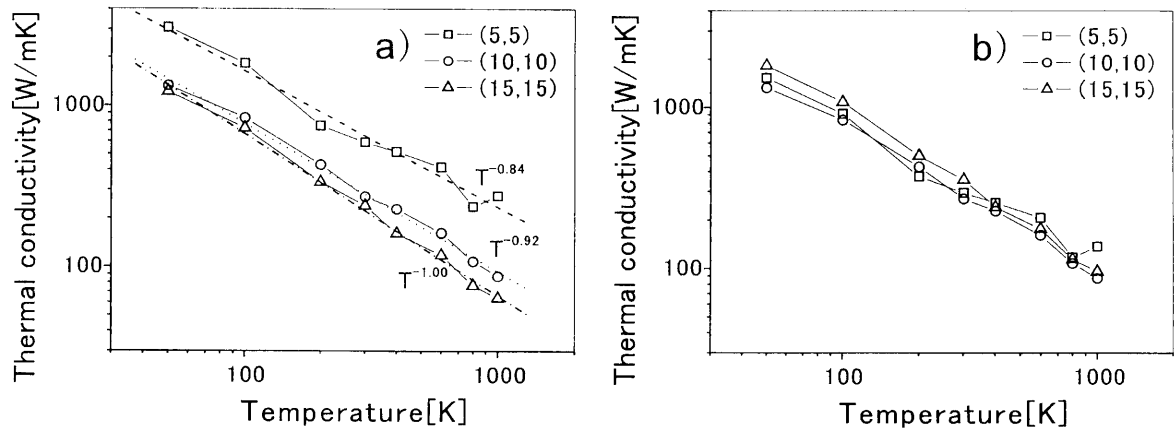 a)
(5,5)
(10,10)
(15,15)
T-0.84
T-0.92
T-1.00
1000
100
Thermal conductivity[W/mK]
100
1000
Temperature[K]
b)
(5,5)
(10,10)
(15,15)
1000
100
Thermal conductivity[W/mK]
100
1000
Temperature[K]